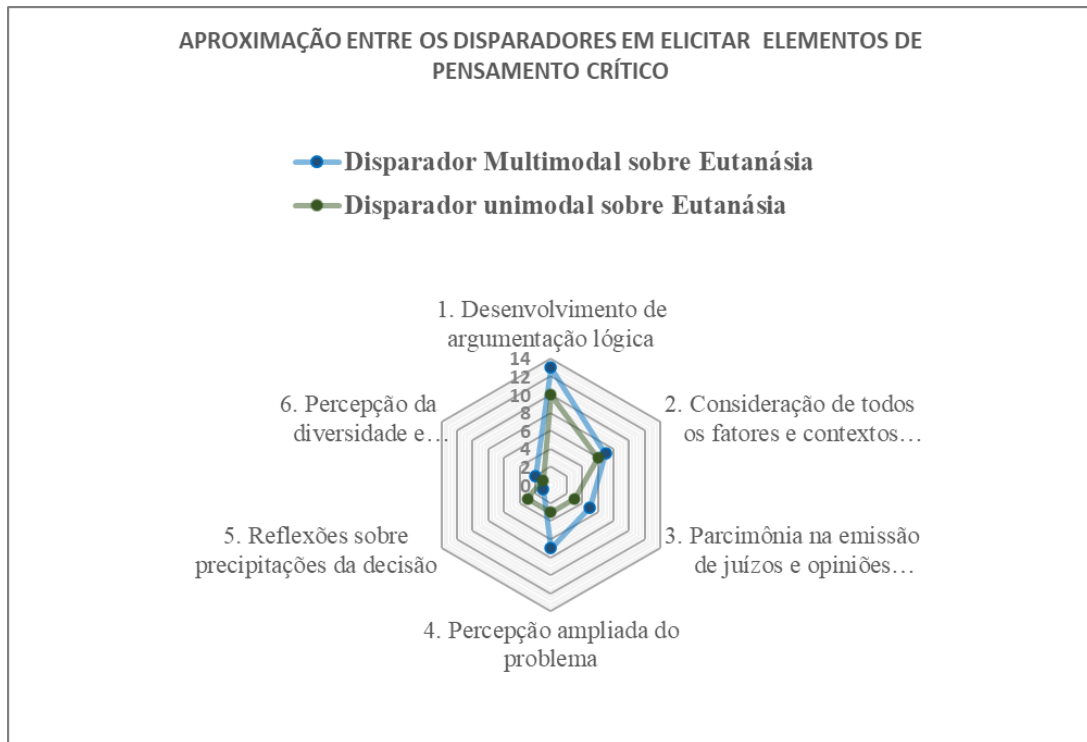 APROXIMAÇÃO ENTRE OS DISPARADORES EM ELICITAR ELEMENTOS DE
PENSAMENTO CRÍTICO
Disparador Multimodal sobre Eutanásia
Disparador unimodal sobre Eutanásia
1. Desenvolvimento de
argumentação lógica
14
12
10
8
6
4
2
0
2. Consideração de todos
os fatores e contextos...
3. Parcimônia na emissão
de juízos e opiniões...
4. Percepção ampliada do
problema
5. Reflexões sobre
precipitações da decisão
6. Percepção da
diversidade e...